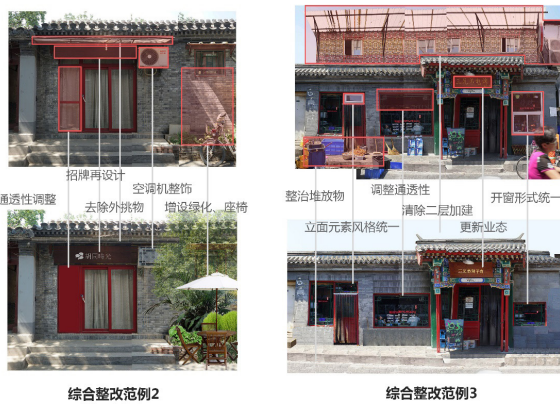 招牌再设计
通透性调整
空调机整饰
去除外挑物
增设绿化、座椅
综合整改范例2
整治堆放物
调整通透性
开窗形式统一
清除二层加建
立面元素风格统一
更新业态
综合整改范例3